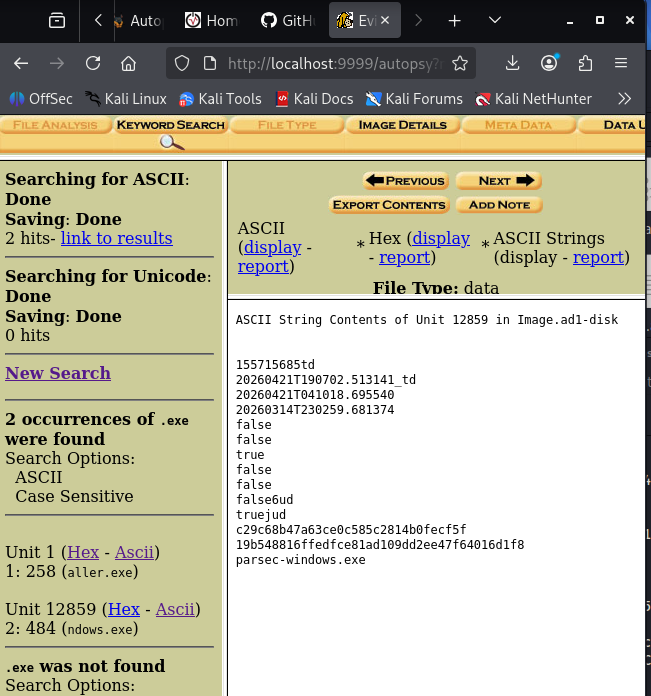 Autop
Hom
GitHu
Evi
http://localhost:9999/autopsy?
OffSec
Kali Linux
Kali Tools
Kali Docs
Kali Forums
Kali NetHunter
FILE ANALYSIS
KEYWORD SEARCH
FILE TYPE
IMAGE DETAILS
META DATA
DATA U
Searching for ASCII:
Done
Saving: Done
2 hits- link to results
Searching for Unicode:
Done
Saving: Done
0 hits
New Search
2 occurrences of .exe
were found
Search Options:
ASCII
Case Sensitive
Unit 1 (Hex - Ascii)
1: 258 (aller.exe)
Unit 12859 (Hex - Ascii)
2: 484 (ndows.exe)
.exe was not found
Search Options:
PREVIOUS
NEXT
EXPORT CONTENTS
ADD NOTE
ASCII
(display -
report)
* Hex (display
- report)
* ASCII Strings
(display - report)
File Type: data
ASCII String Contents of Unit 12859 in Image.ad1-disk
155715685td
20260421T190702.513141_td
20260421T041018.695540
20260314T230259.681374
false
false
true
false
false
false6ud
truejud
c29c68b47a63ce0c585c2814b0fecf5f
19b548816ffedfce81ad109dd2ee47f64016d1f8
parsec-windows.exe